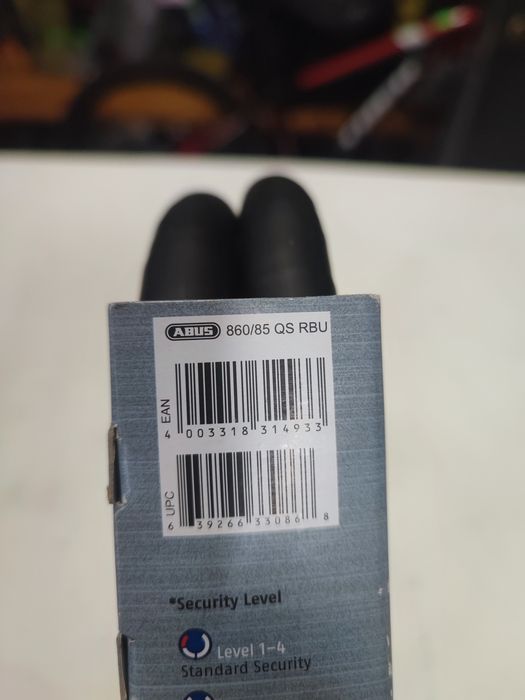 ABUS 860/85 QS RBU
EAN
4 003318 314933
UPC
6 39266 33086 8
*Security Level
Level 1–4
Standard Security